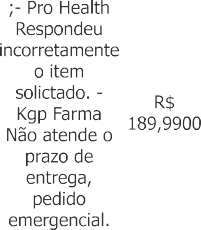 ;- Pro Health
Respondeu
incorretamente
o item
solictado. -
Kgp Farma
Não atende o
prazo de
entrega,
pedido
emergencial.
R$
189,9900